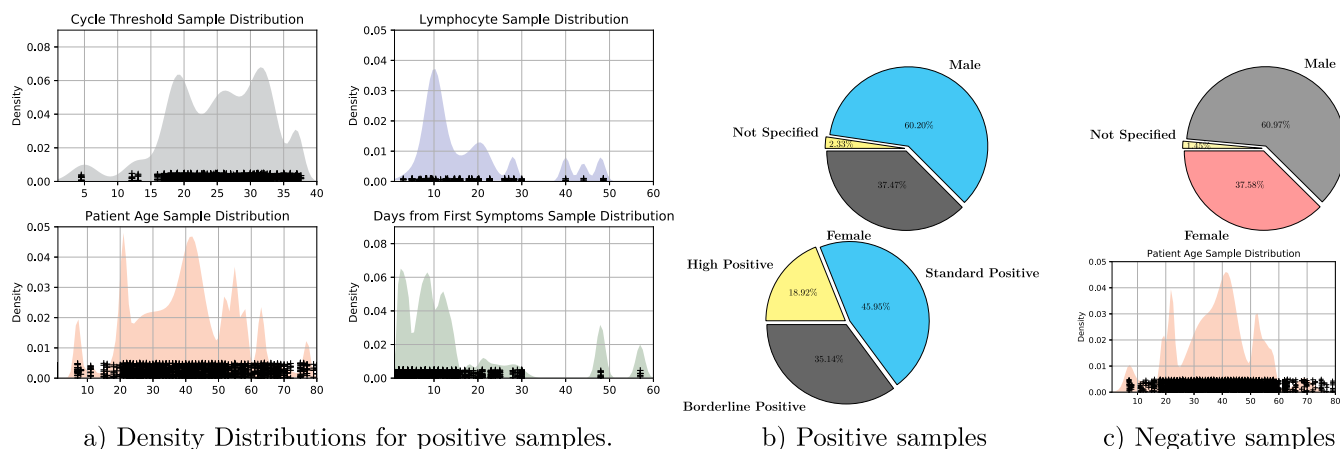 Cycle Threshold Sample Distribution
Density
0.08
0.06
0.04
0.02
0.00
5 10 15 20 25 30 35 40
Lymphocyte Sample Distribution
Density
0.05
0.04
0.03
0.02
0.01
0.00
10 20 30 40 50 60
Patient Age Sample Distribution
Density
0.05
0.04
0.03
0.02
0.01
0.00
10 20 30 40 50 60 70 80
Days from First Symptoms Sample Distribution
Density
0.08
0.06
0.04
0.02
0.00
10 20 30 40 50 60
a) Density Distributions for positive samples.
Male
60.20%
Not Specified
2.33%
37.47%
Female
High Positive
Standard Positive
18.92%
45.95%
35.14%
Borderline Positive
b) Positive samples
Male
60.97%
Not Specified
1.45%
37.58%
Female
Patient Age Sample Distribution
Density
0.05
0.04
0.03
0.02
0.01
0.00
10 20 30 40 50 60 70 80
c) Negative samples